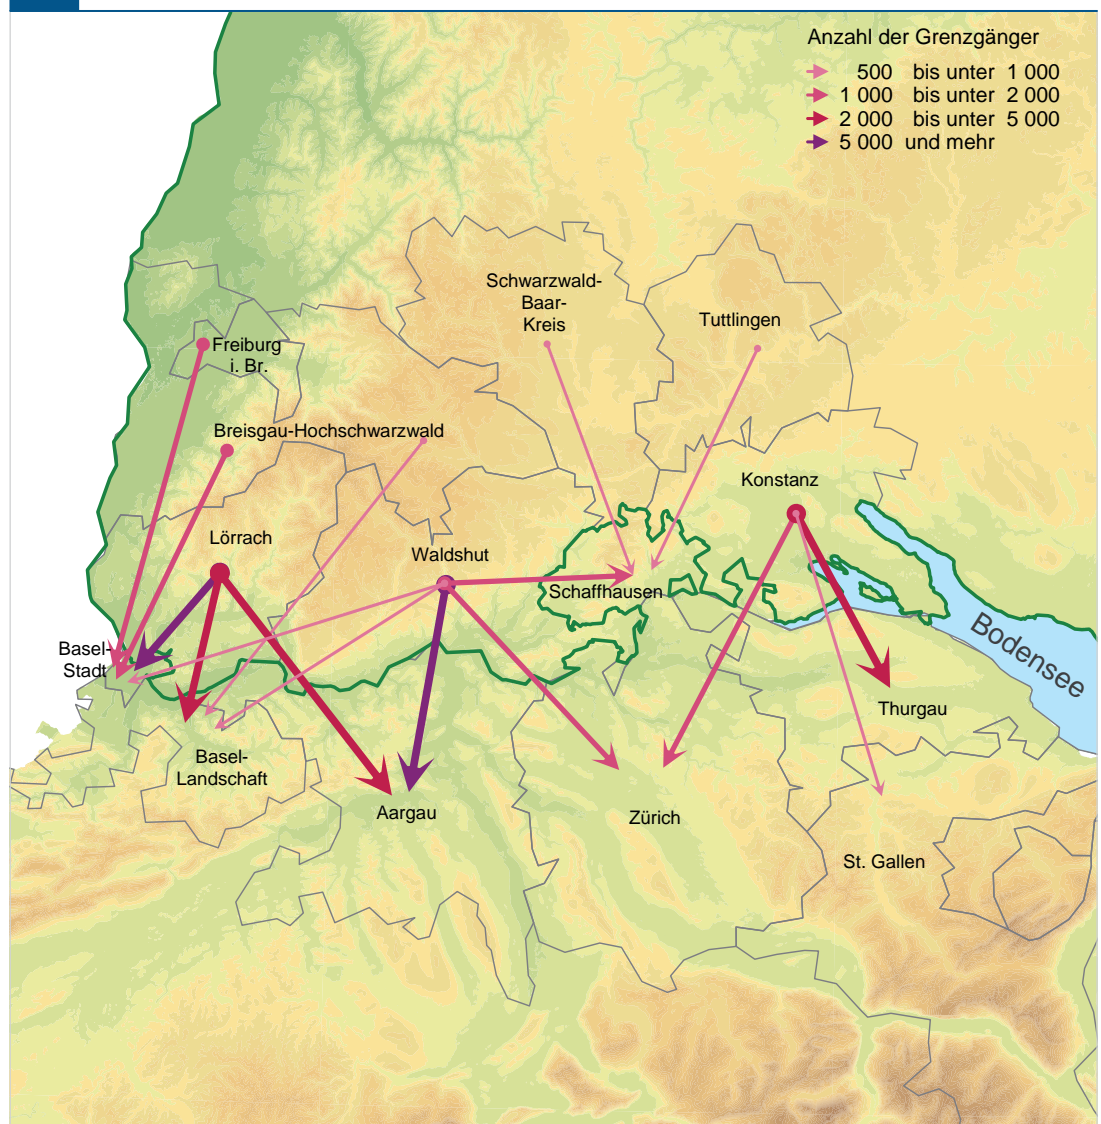 Anzahl der Grenzgänger
500 bis unter 1 000
1 000 bis unter 2 000
2 000 bis unter 5 000
5 000 und mehr
Schwarzwald-
Baar-
Kreis
Tuttlingen
Freiburg
i. Br.
Breisgau-Hochschwarzwald
Konstanz
Lörrach
Waldshut
Schaffhausen
Basel-
Stadt
Bodensee
Thurgau
Basel-
Landschaft
Aargau
Zürich
St. Gallen